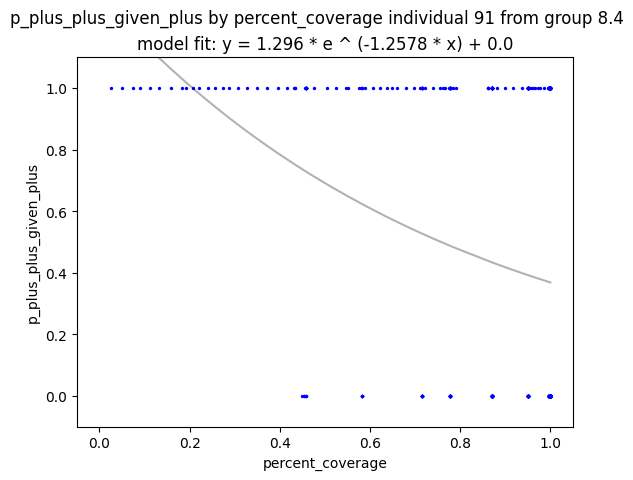 p_plus_plus_given_plus by percent_coverage individual 91 from group 8.4
model fit: y = 1.296 * e ^ (-1.2578 * x) + 0.0
1.0
0.8
0.6
0.4
0.2
0.0
p_plus_plus_given_plus
0.0 0.2 0.4 0.6 0.8 1.0
percent_coverage